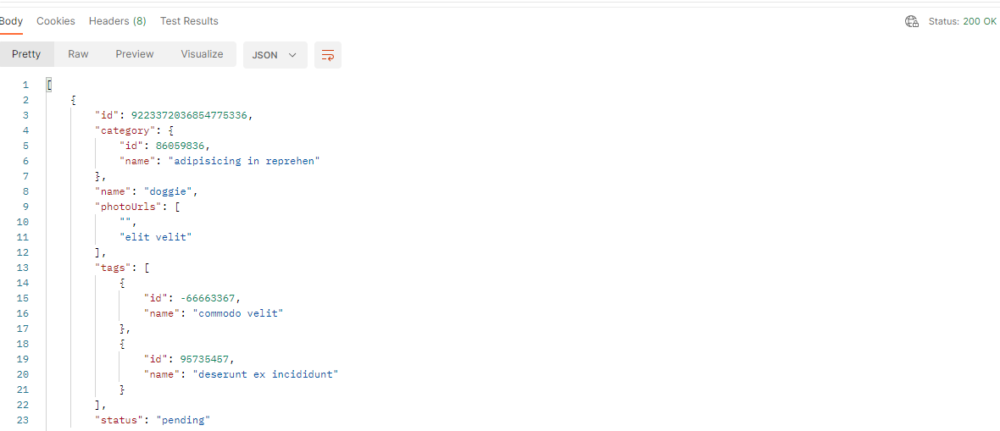 Body Cookies Headers (8) Test Results Status: 200 OK
Pretty Raw Preview Visualize JSON
1 [
2 {
3 "id": 9223372036854775336,
4 "category": {
5 "id": 86059836,
6 "name": "adipisicing in reprehen"
7 },
8 "name": "doggie",
9 "photoUrls": [
10 "",
11 "elit velit"
12 ],
13 "tags": [
14 {
15 "id": -66663367,
16 "name": "commodo velit"
17 },
18 {
19 "id": 95735457,
20 "name": "deserunt ex incididunt"
21 }
22 ],
23 "status": "pending"